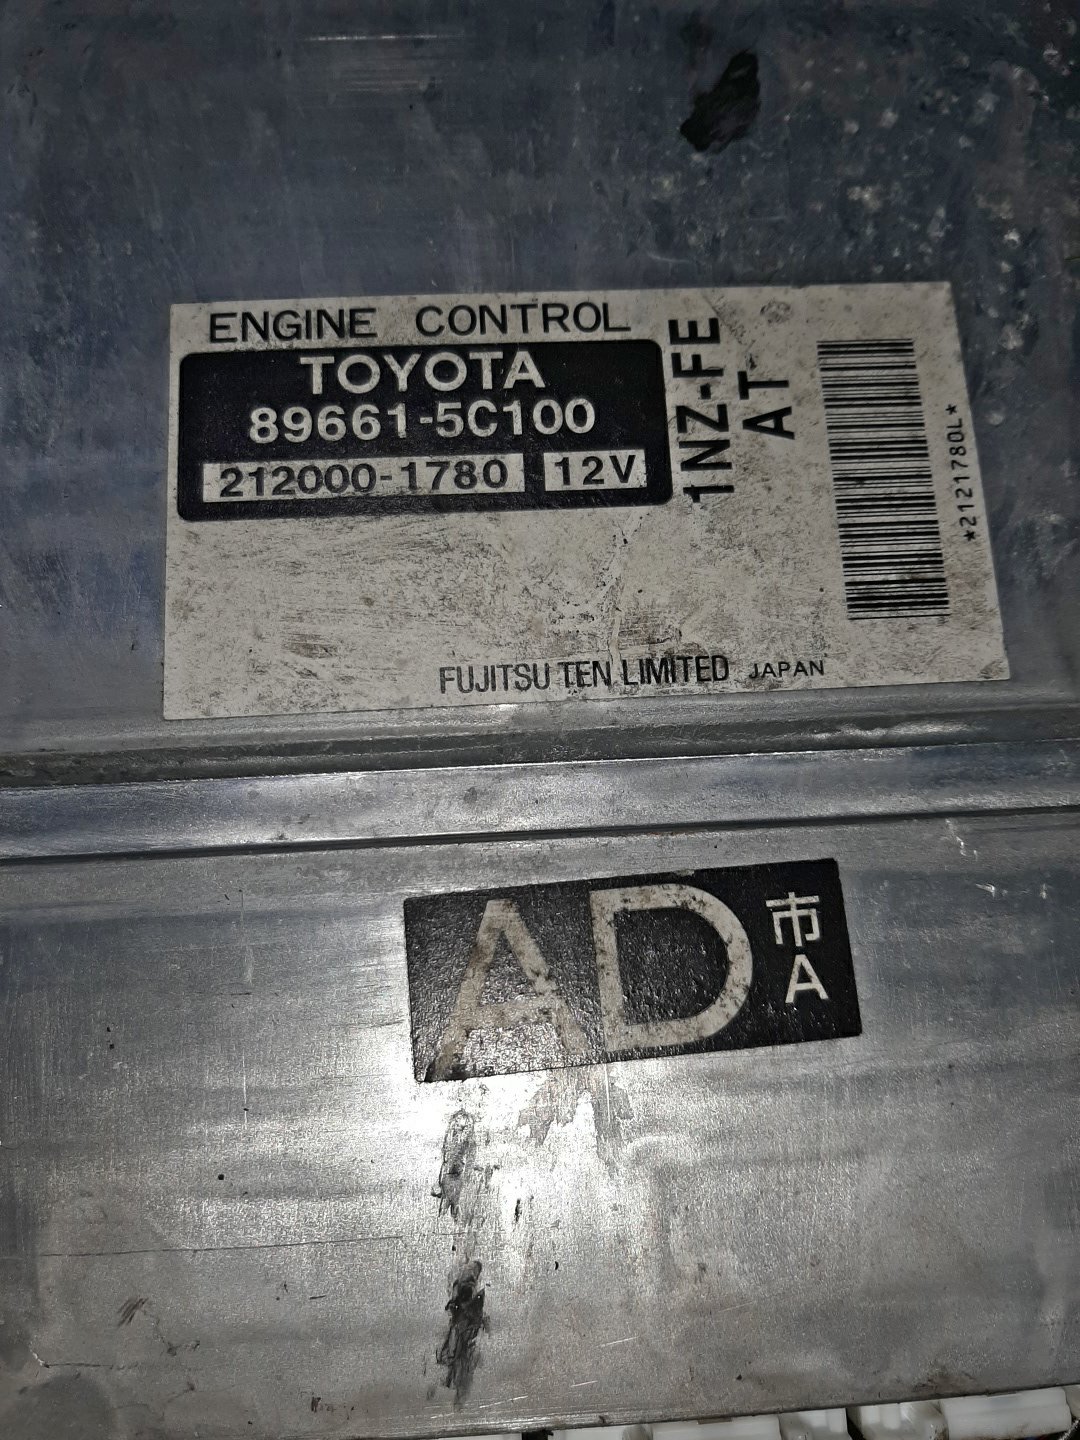 ENGINE CONTROL
TOYOTA
89661-5C100
212000-1780 12V
1NZ-FE
AT
*2121780L*
FUJITSU TEN LIMITED JAPAN
AD
市
A